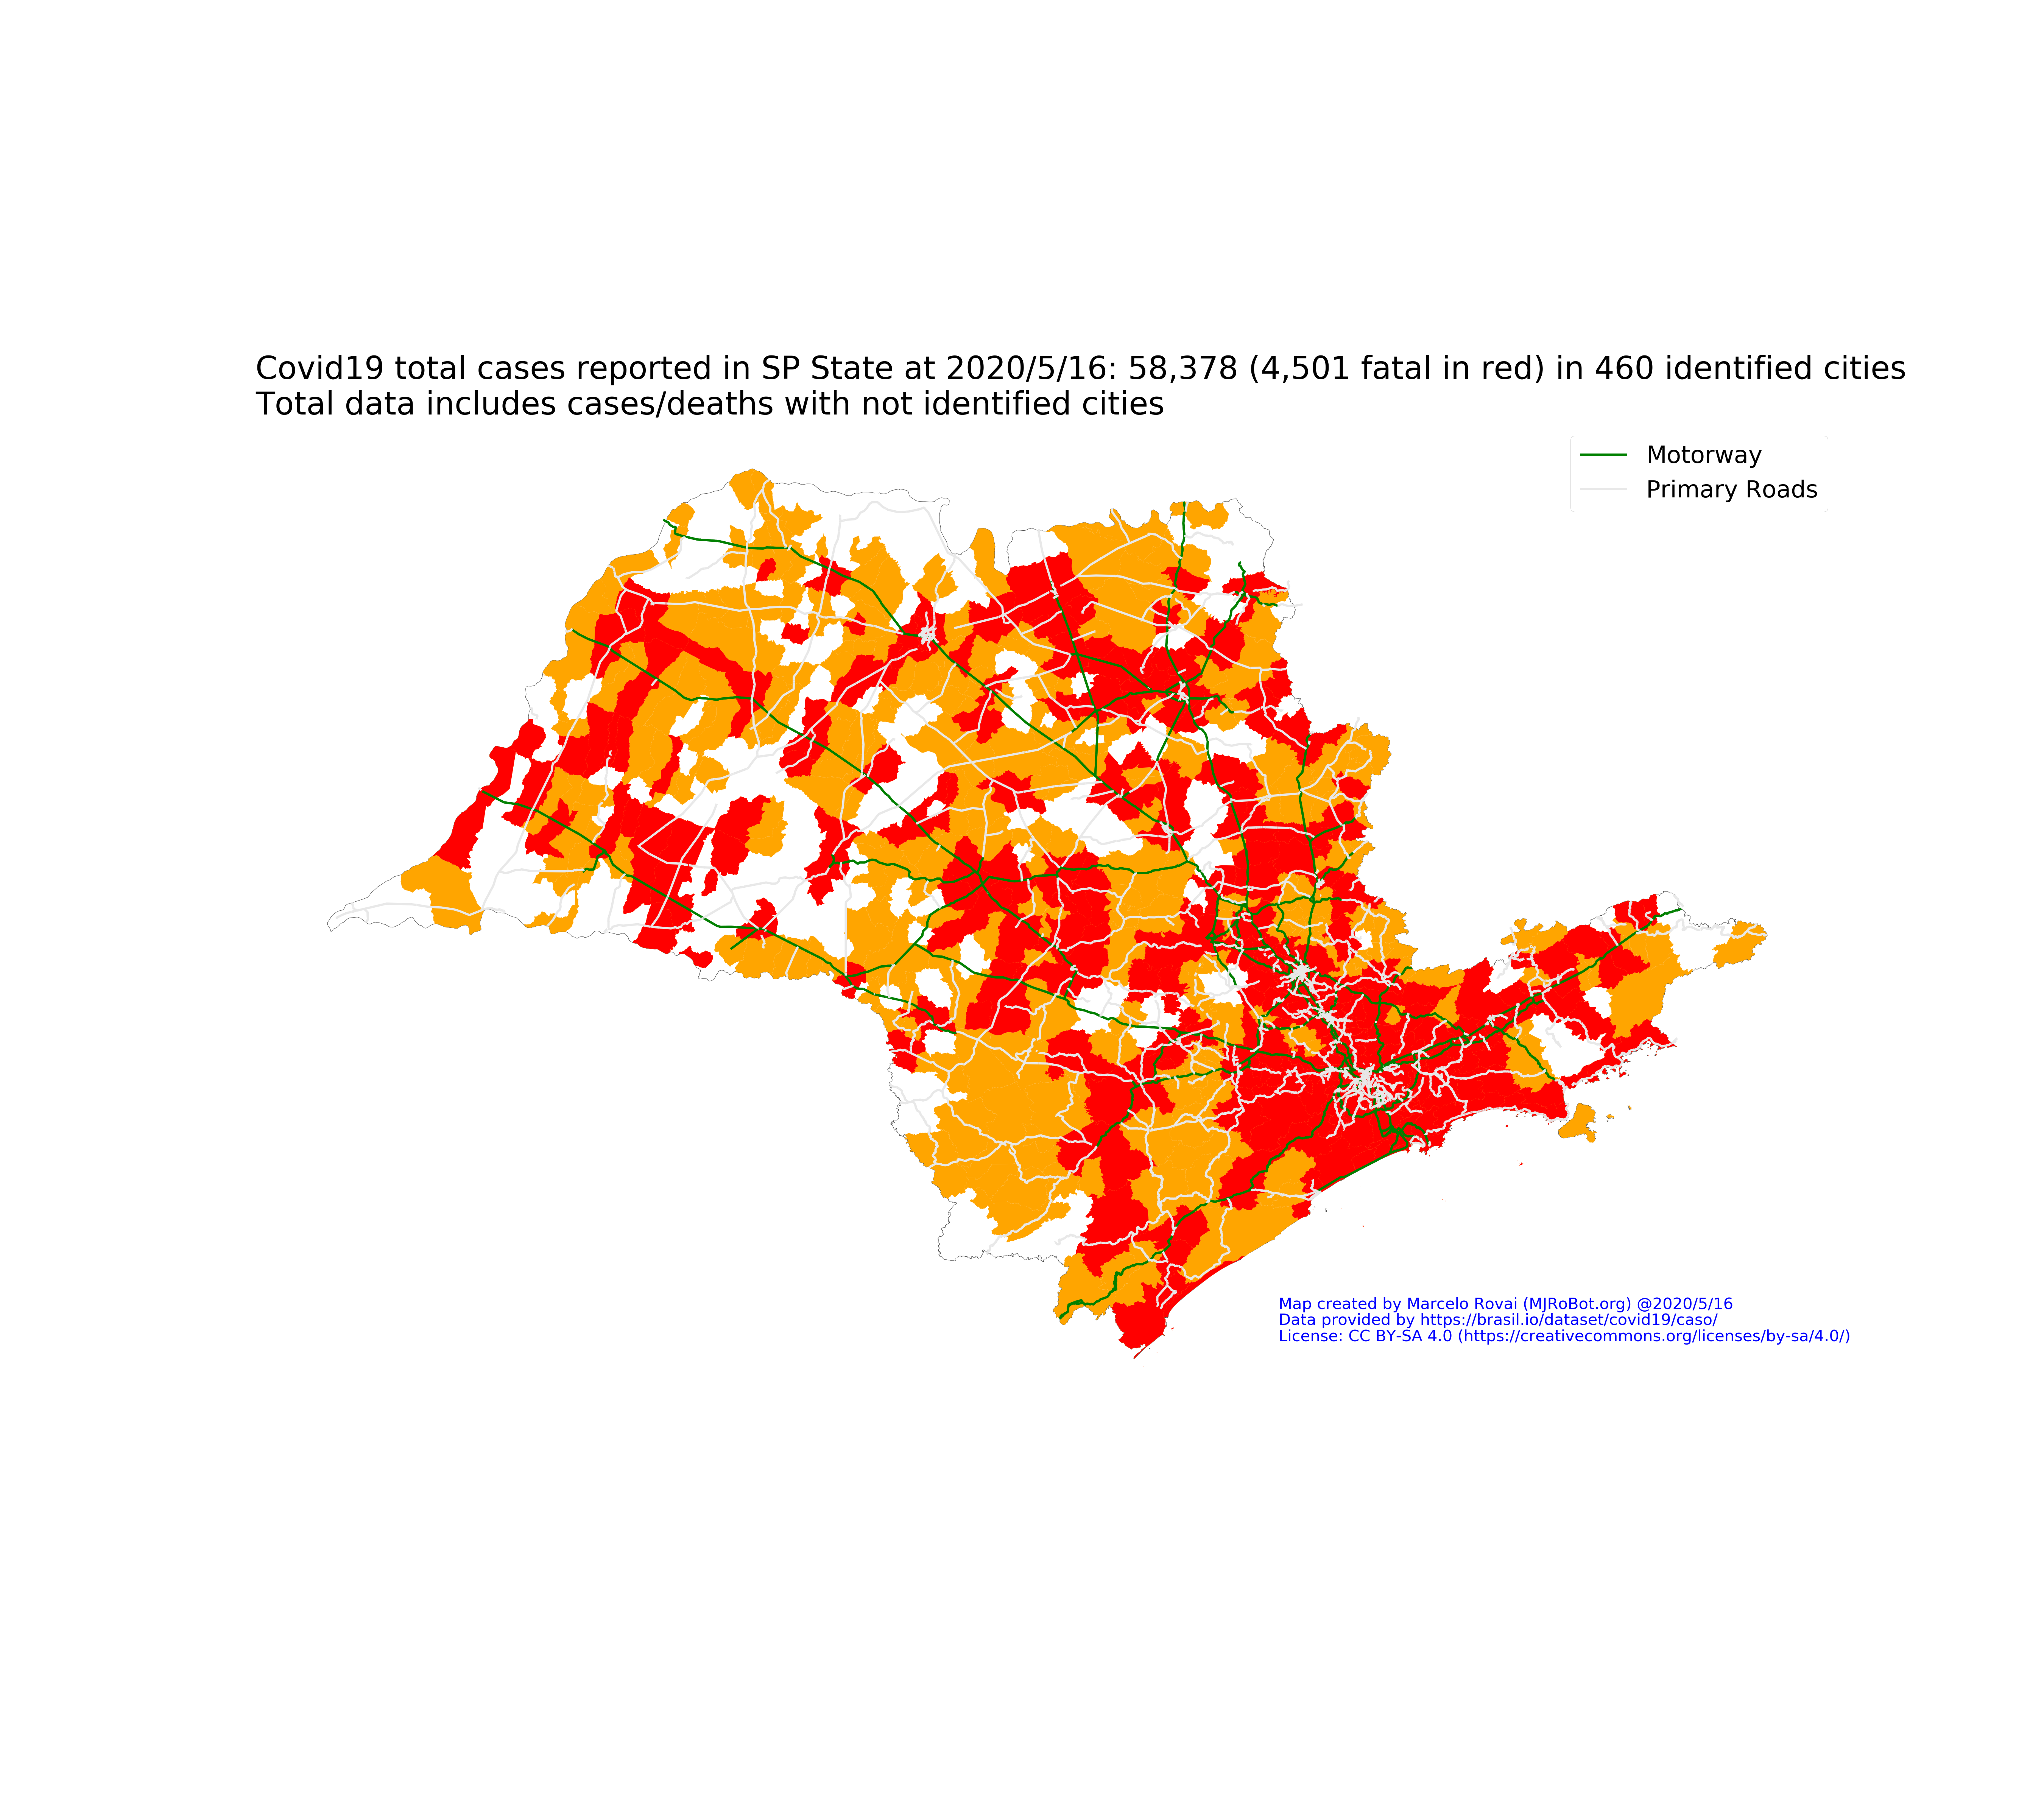 Covid19 total cases reported in SP State at 2020/5/16: 58,378 (4,501 fatal in red) in 460 identified cities
Total data includes cases/deaths with not identified cities
Motorway
Primary Roads
Map created by Marcelo Rovai (MJRoBot.org) @2020/5/16
Data provided by https://brasil.io/dataset/covid19/caso/
License: CC BY-SA 4.0 (https://creativecommons.org/licenses/by-sa/4.0/)